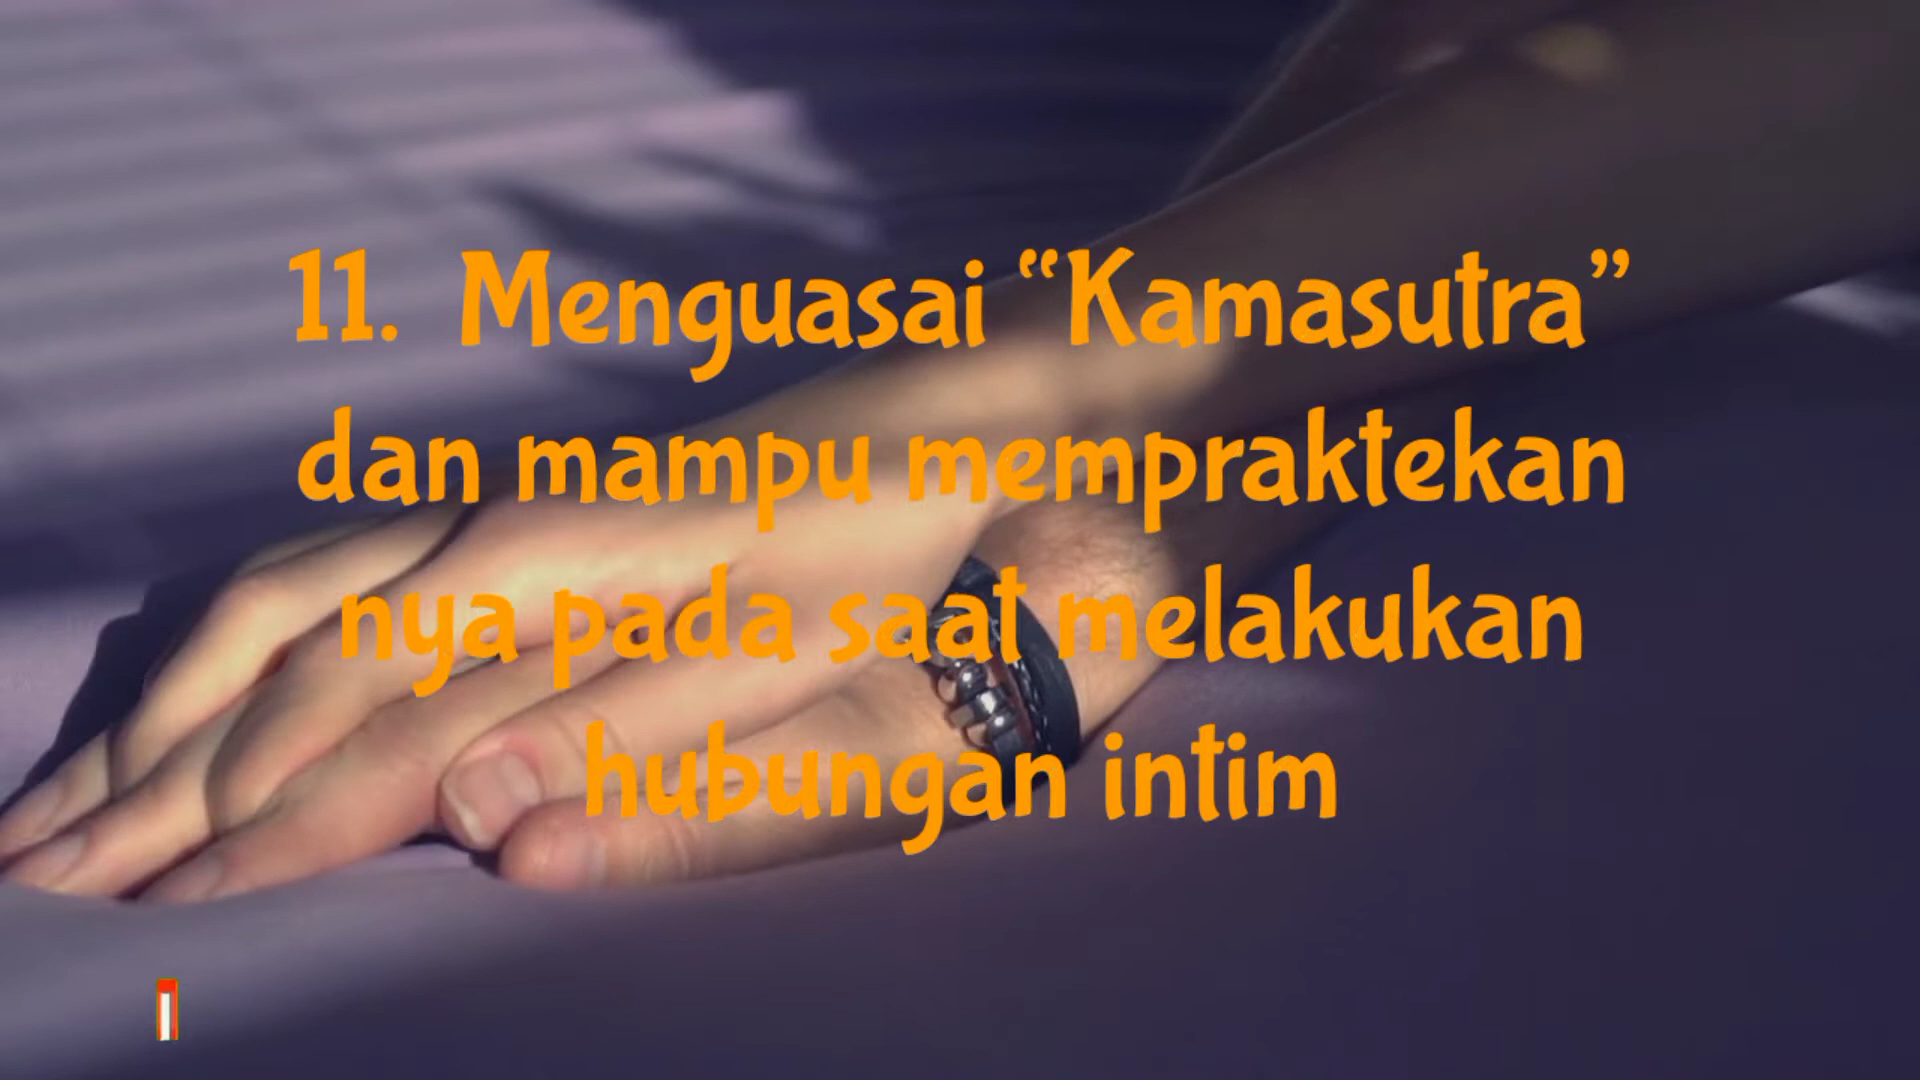 11. Menguasai “Kamasutra”
dan mampu mempraktekan
nya pada saat melakukan
hubungan intim